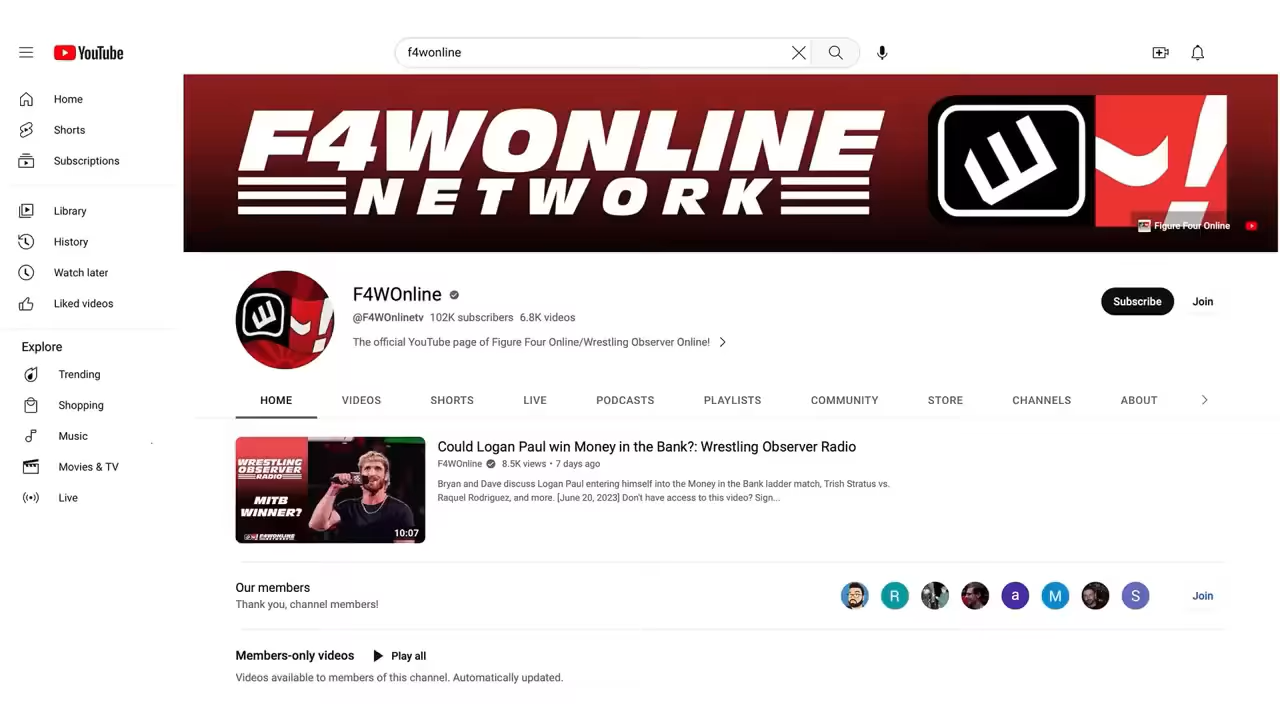 YouTube
f4wonline
Home
Shorts
Subscriptions
Library
History
Watch later
Liked videos
Explore
Trending
Shopping
Music
Movies & TV
Live
F4WONLINE
NETWORK
Figure Four Online
F4WOnline
@F4WOnlinetv 102K subscribers 6.8K videos
The official YouTube page of Figure Four Online/Wrestling Observer Online!
Subscribe
Join
HOME VIDEOS SHORTS LIVE PODCASTS PLAYLISTS COMMUNITY STORE CHANNELS ABOUT
WRESTLING
OBSERVER
RADIO
MITB
WINNER?
F4WONLINE
NETWORK
10:07
Could Logan Paul win Money in the Bank?: Wrestling Observer Radio
F4WOnline 8.5K views • 7 days ago
Bryan and Dave discuss Logan Paul entering himself into the Money in the Bank ladder match, Trish Stratus vs.
Raquel Rodriguez, and more. [June 20, 2023] Don't have access to this video? Sign...
Our members
Thank you, channel members!
R a M S
Join
Members-only videos Play all
Videos available to members of this channel. Automatically updated.